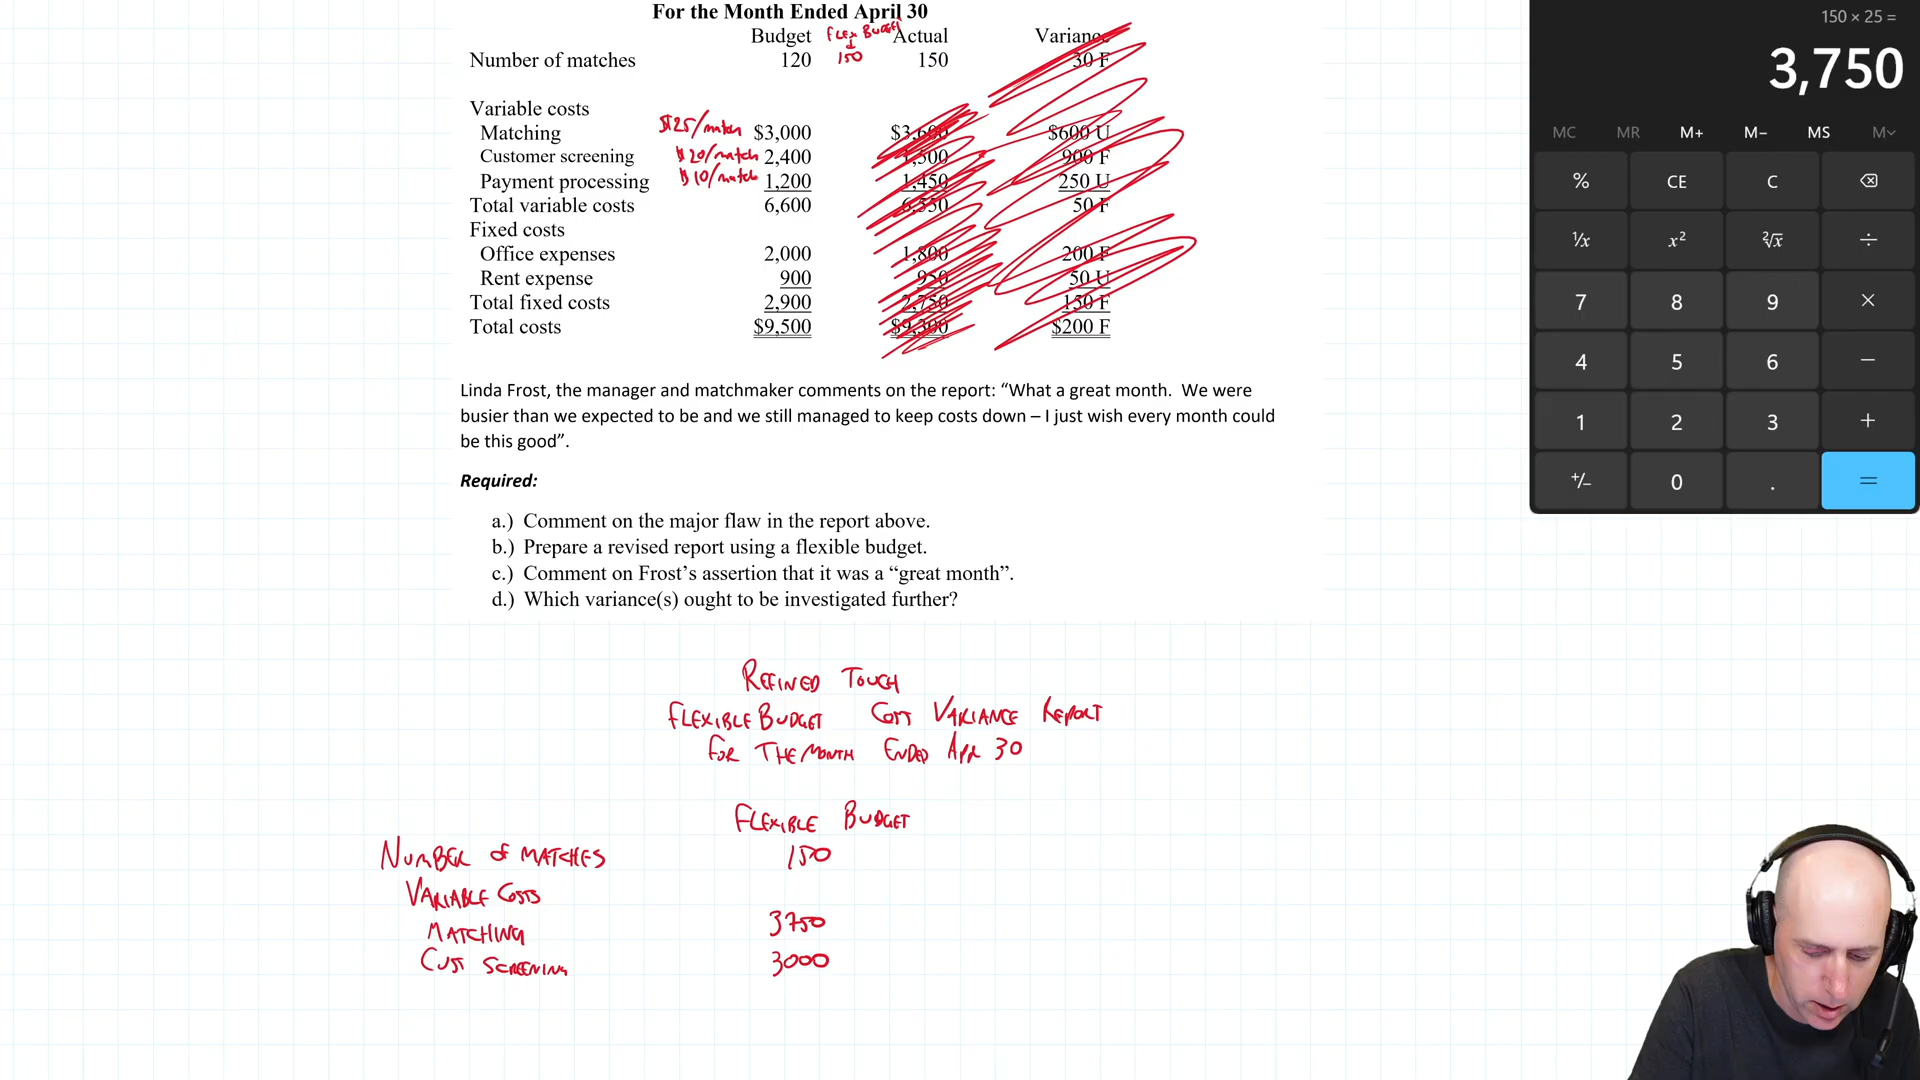 For the Month Ended April 30
Budget FLEX BUDGET Actual Variance
Number of matches 120 150 150 30 F
Variable costs
Matching $25/match $3,000 $3,600 $600 U
Customer screening $20/match 2,400 1,500 900 F
Payment processing $10/match 1,200 1,450 250 U
Total variable costs 6,600 6,550 50 F
Fixed costs
Office expenses 2,000 1,800 200 F
Rent expense 900 950 50 U
Total fixed costs 2,900 2,750 150 F
Total costs $9,500 $9,300 $200 F
Linda Frost, the manager and matchmaker comments on the report: “What a great month. We were
busier than we expected to be and we still managed to keep costs down – I just wish every month could
be this good”.
Required:
a.) Comment on the major flaw in the report above.
b.) Prepare a revised report using a flexible budget.
c.) Comment on Frost’s assertion that it was a “great month”.
d.) Which variance(s) ought to be investigated further?
REFINED TOUCH
FLEXIBLE BUDGET COST VARIANCE REPORT
FOR THE MONTH ENDED APR 30
FLEXIBLE BUDGET
NUMBER OF MATCHES 150
VARIABLE COSTS
MATCHING 3750
CUST SCREENING 3000
150 × 25 =
3,750
MC MR M+ M− MS M˅
% CE C
⅟x x² ²√x ÷
7 8 9 ×
4 5 6 −
1 2 3 +
+/− 0 . =